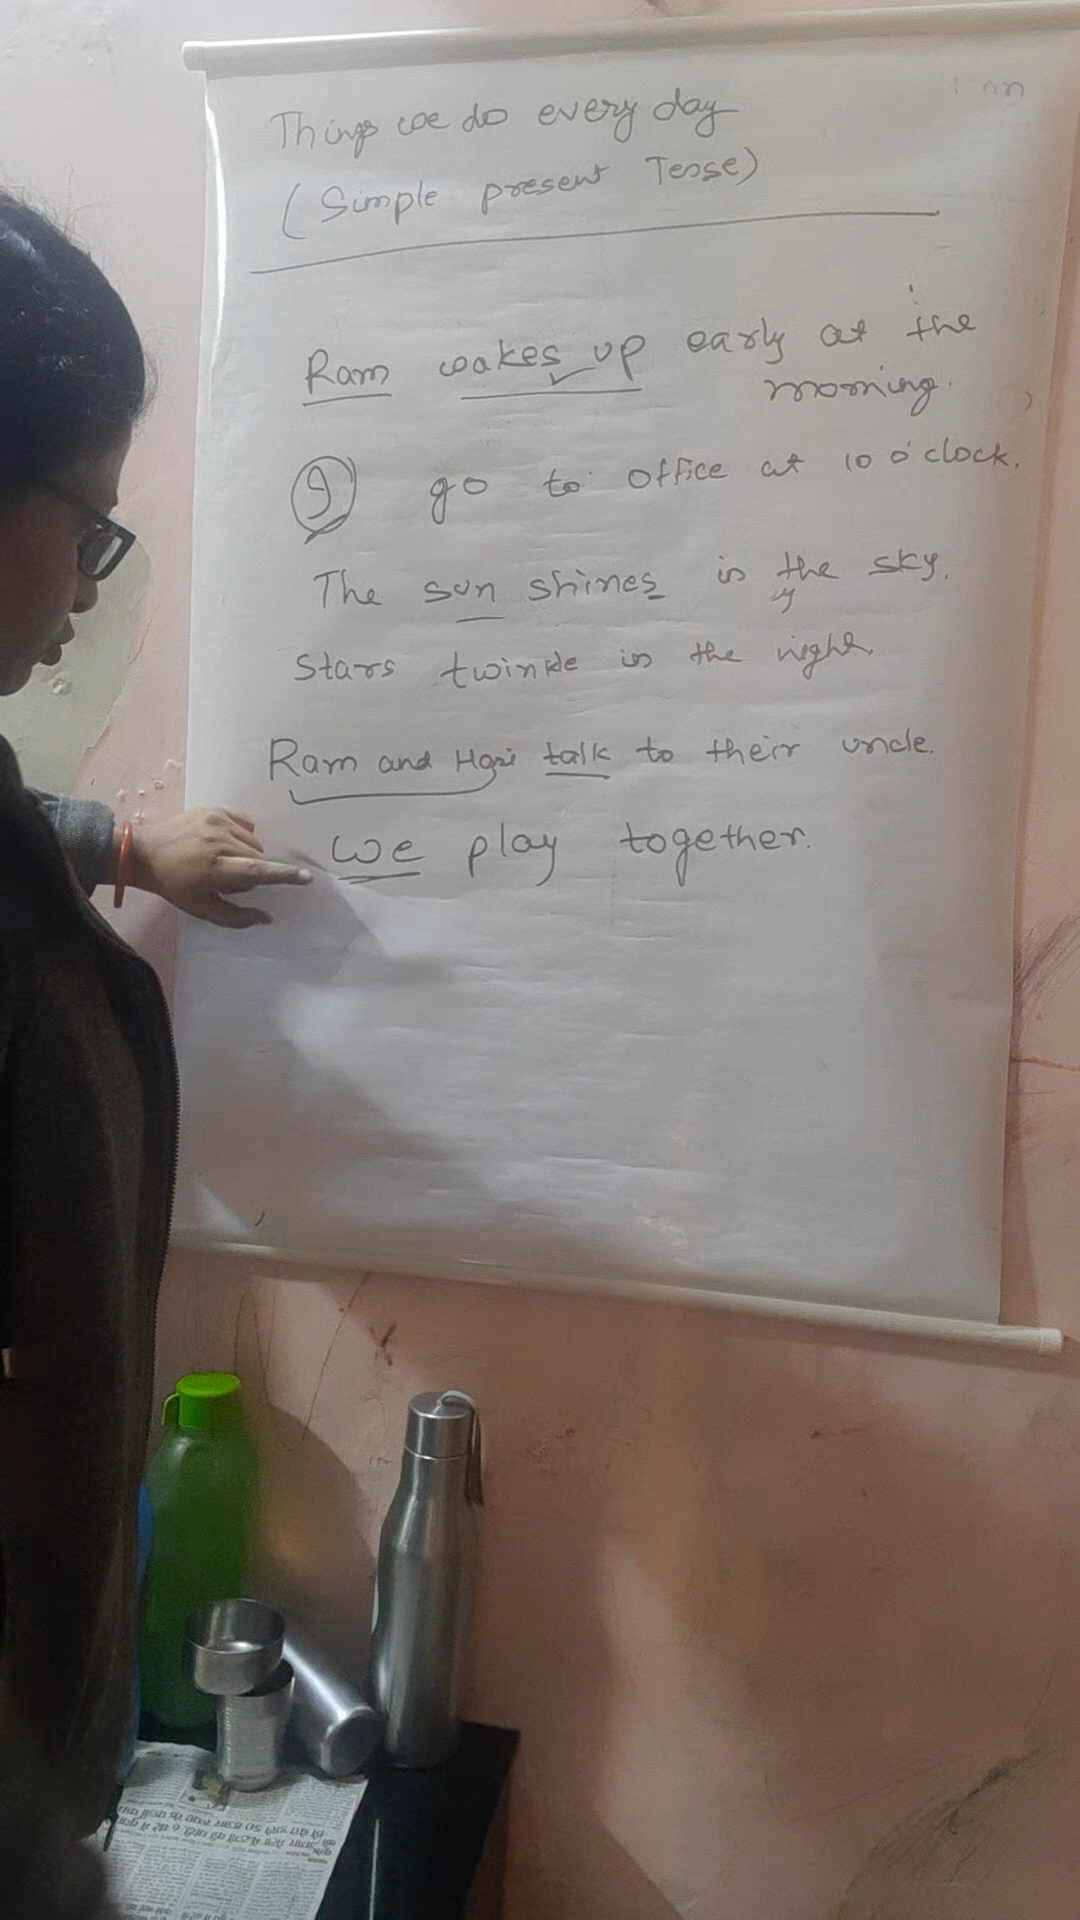 Things we do every day
(Simple present Tense)
Ram wakes up early at the
morning.
I go to office at 10 o'clock.
The sun shines in the sky.
Stars twinkle in the night.
Ram and Hari talk to their uncle.
we play together.